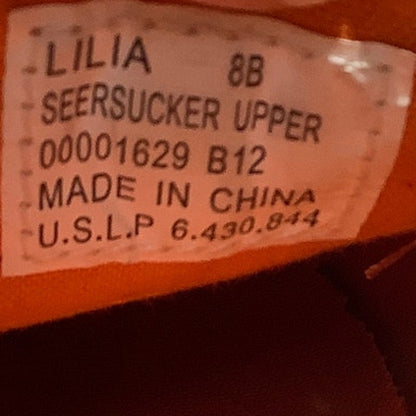 LILIA 8B
SEERSUCKER UPPER
00001629 B12
MADE IN CHINA
U.S.L.P 6.430.844